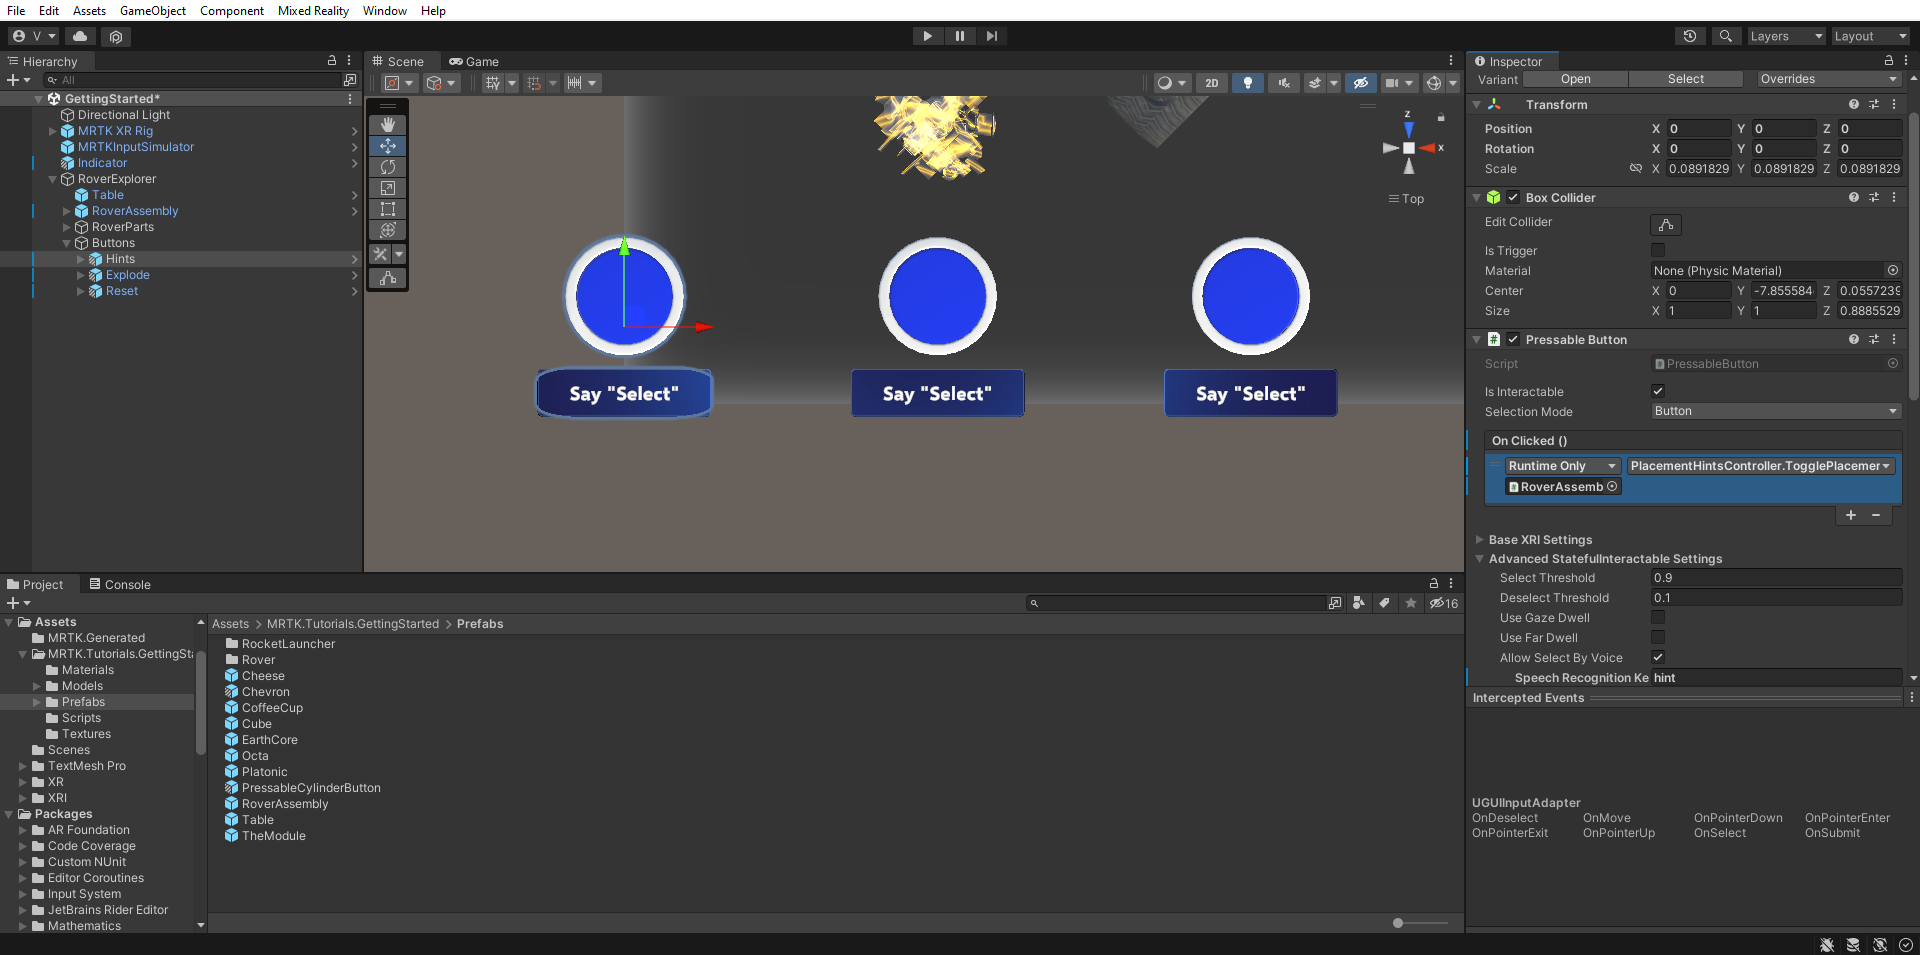 File Edit Assets GameObject Component Mixed Reality Window Help
V Layers Layout
Hierarchy
All
GettingStarted*
Directional Light
MRTK XR Rig
MRTKInputSimulator
Indicator
RoverExplorer
Table
RoverAssembly
RoverParts
Buttons
Hints
Explode
Reset
Scene Game
2D
z
x
Top
Say "Select" Say "Select" Say "Select"
Inspector
Variant Open Select Overrides
Transform
Position X 0 Y 0 Z 0
Rotation X 0 Y 0 Z 0
Scale X 0.0891829 Y 0.0891829 Z 0.0891829
Box Collider
Edit Collider
Is Trigger
Material None (Physic Material)
Center X 0 Y -7.855584 Z 0.0557239
Size X 1 Y 1 Z 0.8885529
Pressable Button
Script PressableButton
Is Interactable
Selection Mode Button
On Clicked ()
Runtime Only PlacementHintsController.TogglePlacemer
RoverAssemb
Base XRI Settings
Advanced StatefulInteractable Settings
Select Threshold 0.9
Deselect Threshold 0.1
Use Gaze Dwell
Use Far Dwell
Allow Select By Voice
Speech Recognition Ke hint
Intercepted Events
UGUIInputAdapter
OnDeselect OnMove OnPointerDown OnPointerEnter
OnPointerExit OnPointerUp OnSelect OnSubmit
Project Console
16
Assets
MRTK.Generated
MRTK.Tutorials.GettingSta
Materials
Models
Prefabs
Scripts
Textures
Scenes
TextMesh Pro
XR
XRI
Packages
AR Foundation
Code Coverage
Custom NUnit
Editor Coroutines
Input System
JetBrains Rider Editor
Mathematics
Assets > MRTK.Tutorials.GettingStarted > Prefabs
RocketLauncher
Rover
Cheese
Chevron
CoffeeCup
Cube
EarthCore
Octa
Platonic
PressableCylinderButton
RoverAssembly
Table
TheModule